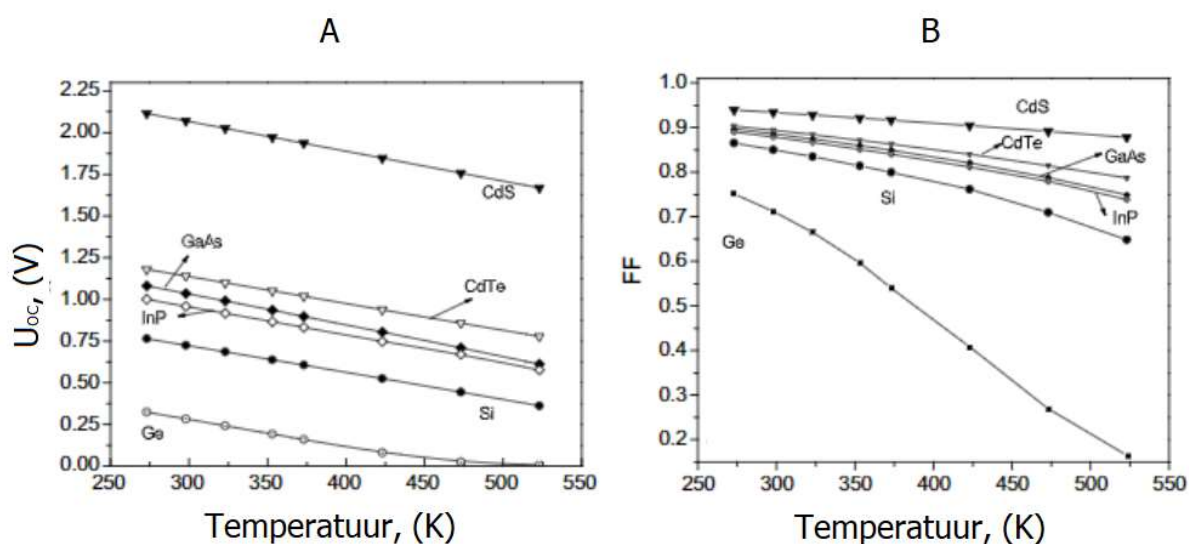 A
B
2.25
2.00
1.75
1.50
1.25
1.00
0.75
0.50
0.25
0.00
Uoc, (V)
CdS
GaAs
CdTe
InP
Si
Ge
250 300 350 400 450 500 550
Temperatuur, (K)
1.0
0.9
0.8
0.7
0.6
0.5
0.4
0.3
0.2
FF
CdS
CdTe
GaAs
Si
InP
Ge
250 300 350 400 450 500 550
Temperatuur, (K)